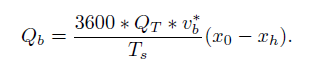 $Q_b = \frac{3600 * Q_T * v_b^*}{T_s}(x_0 - x_h).$